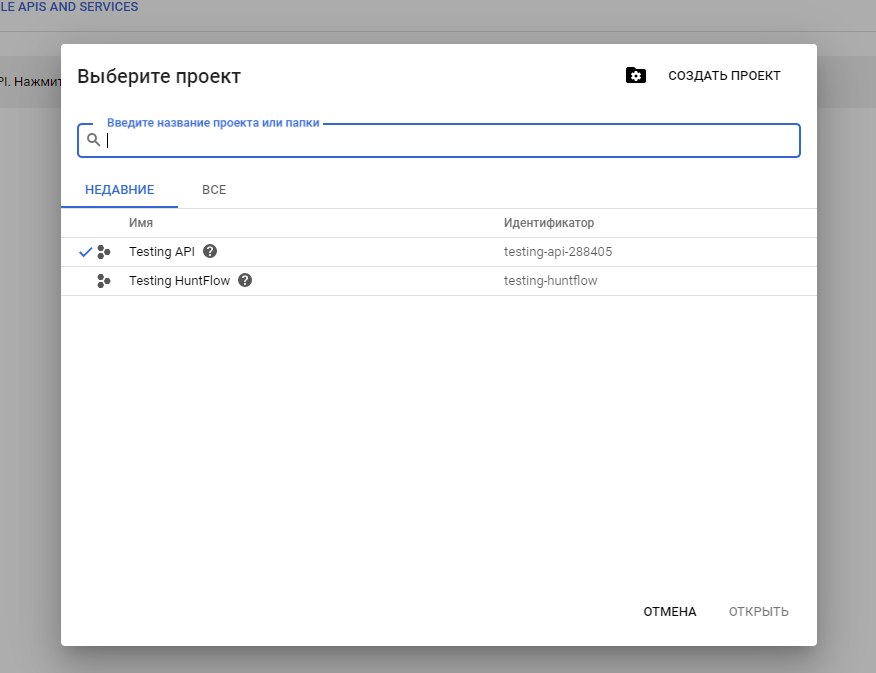 LE APIS AND SERVICES
PI. Нажмит
Выберите проект
СОЗДАТЬ ПРОЕКТ
Введите название проекта или папки
НЕДАВНИЕ ВСЕ
Имя Идентификатор
Testing API ? testing-api-288405
Testing HuntFlow ? testing-huntflow
ОТМЕНА ОТКРЫТЬ